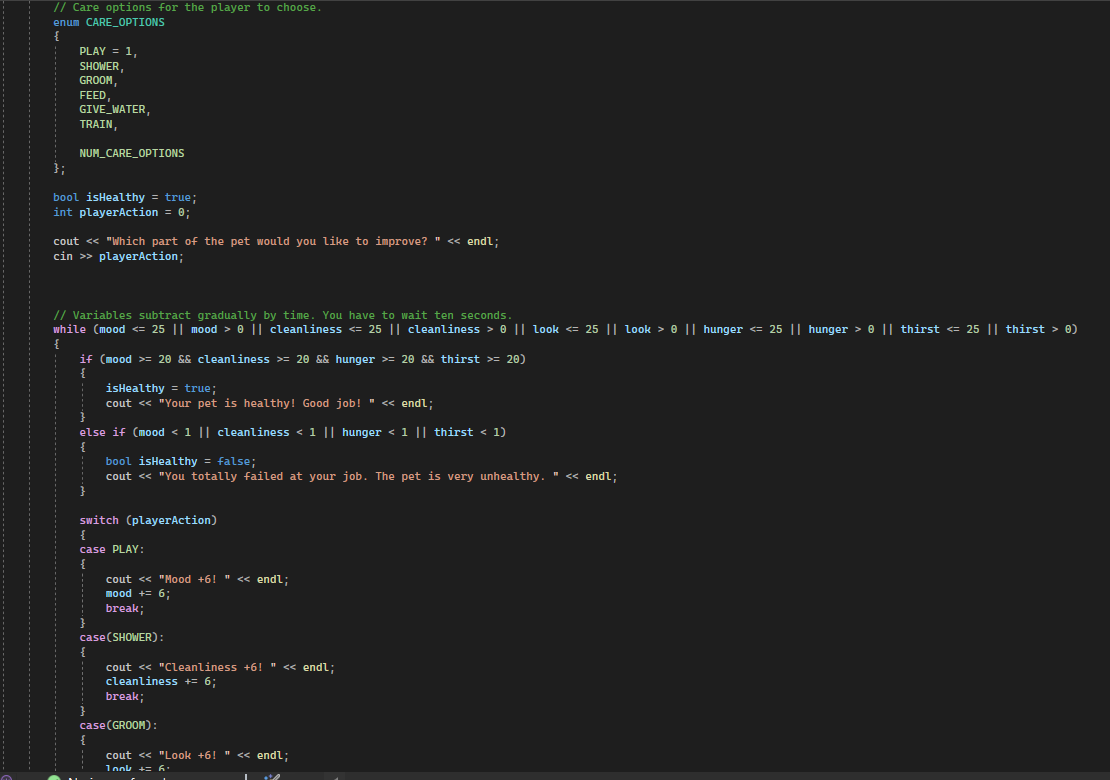 // Care options for the player to choose.
enum CARE_OPTIONS
{
PLAY = 1,
SHOWER,
GROOM,
FEED,
GIVE_WATER,
TRAIN,
NUM_CARE_OPTIONS
};
bool isHealthy = true;
int playerAction = 0;
cout << "Which part of the pet would you like to improve? " << endl;
cin >> playerAction;
// Variables subtract gradually by time. You have to wait ten seconds.
while (mood <= 25 || mood > 0 || cleanliness <= 25 || cleanliness > 0 || look <= 25 || look > 0 || hunger <= 25 || hunger > 0 || thirst <= 25 || thirst > 0)
{
if (mood >= 20 && cleanliness >= 20 && hunger >= 20 && thirst >= 20)
{
isHealthy = true;
cout << "Your pet is healthy! Good job! " << endl;
}
else if (mood < 1 || cleanliness < 1 || hunger < 1 || thirst < 1)
{
bool isHealthy = false;
cout << "You totally failed at your job. The pet is very unhealthy. " << endl;
}
switch (playerAction)
{
case PLAY:
{
cout << "Mood +6! " << endl;
mood += 6;
break;
}
case(SHOWER):
{
cout << "Cleanliness +6! " << endl;
cleanliness += 6;
break;
}
case(GROOM):
{
cout << "Look +6! " << endl;
look += 6;